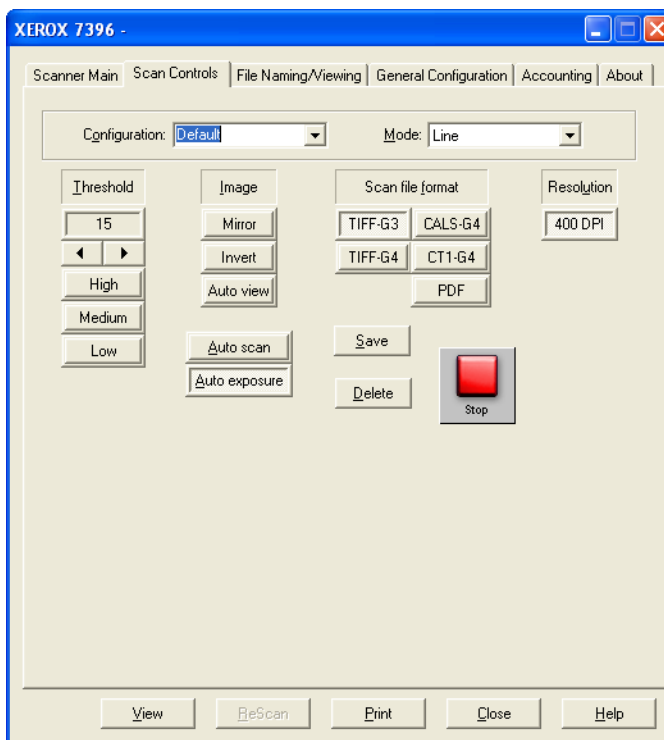 XEROX 7396 -
Scanner Main Scan Controls File Naming/Viewing General Configuration Accounting About
Configuration: Default Mode: Line
Threshold Image Scan file format Resolution
15 Mirror TIFF-G3 CALS-G4 400 DPI
Invert TIFF-G4 CT1-G4
High Auto view PDF
Medium
Low Auto scan Save
Auto exposure Delete
Stop
View ReScan Print Close Help